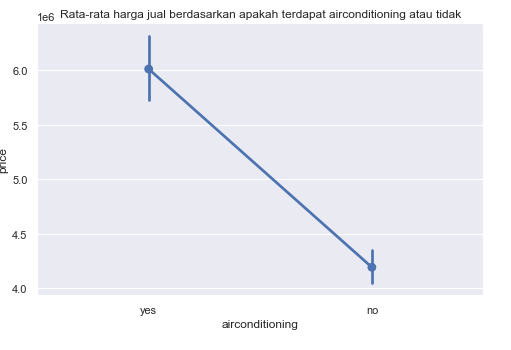 Rata-rata harga jual berdasarkan apakah terdapat airconditioning atau tidak
1e6
6.0
5.5
5.0
4.5
4.0
price
yes no
airconditioning